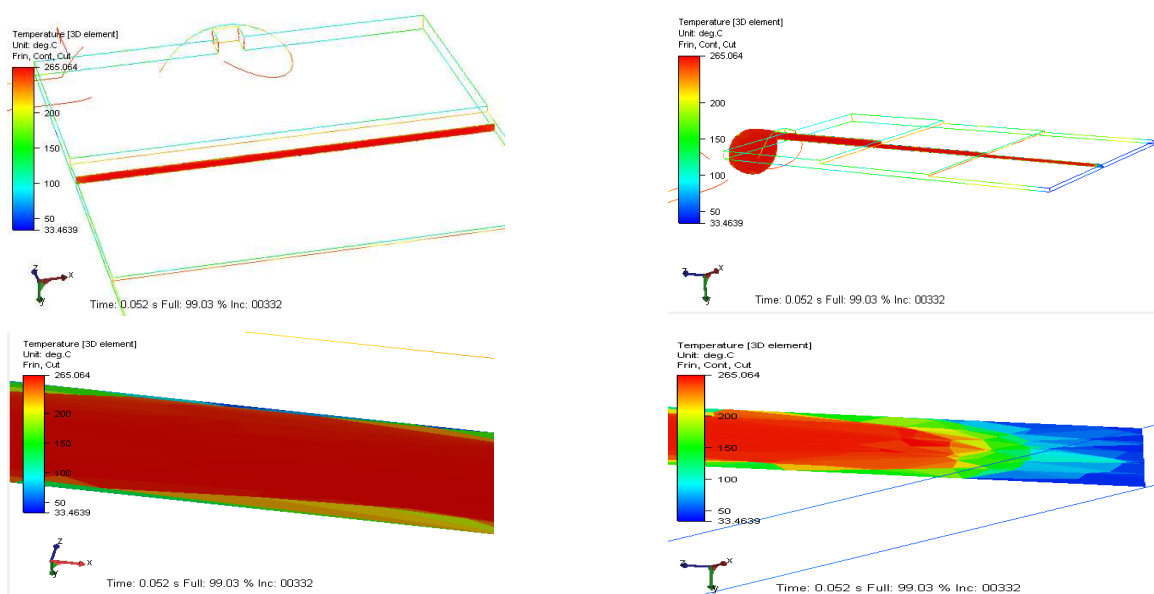 Temperature [3D element]
Unit: deg.C
Frin, Cont, Cut
265.064
200
150
100
50
33.4639
z
x
y
Time: 0.052 s Full: 99.03 % Inc: 00332
Temperature [3D element]
Unit: deg.C
Frin, Cont, Cut
265.064
200
150
100
50
33.4639
z
x
y
Time: 0.052 s Full: 99.03 % Inc: 00332
Temperature [3D element]
Unit: deg.C
Frin, Cut
265.064
200
150
100
50
33.4639
z
x
y
Time: 0.052 s Full: 99.03 % Inc: 00332
Temperature [3D element]
Unit: deg.C
Frin, Cont, Cut
265.064
200
150
100
50
33.4639
z
x
y
Time: 0.052 s Full: 99.03 % Inc: 00332